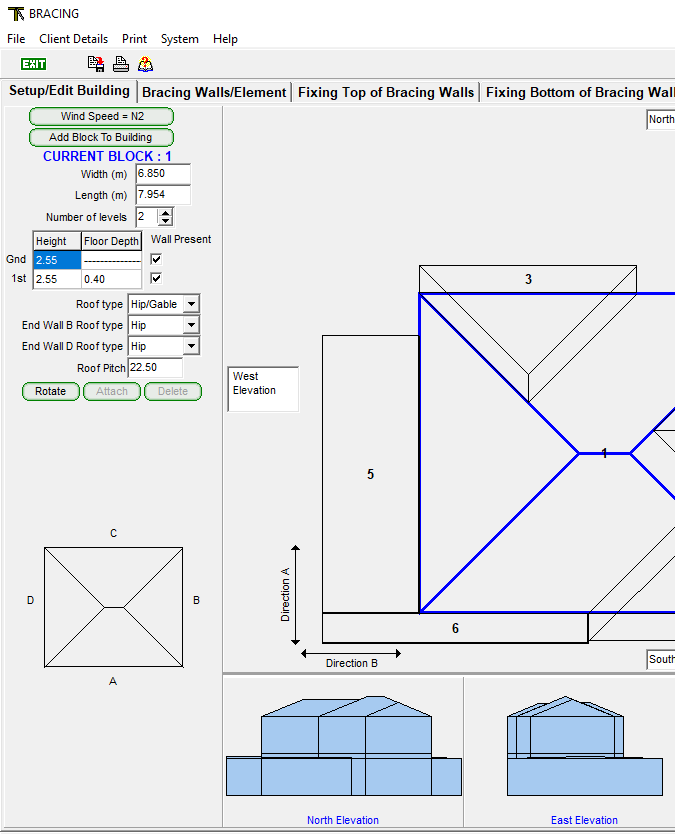 BRACING
File Client Details Print System Help
EXIT
Setup/Edit Building Bracing Walls/Element Fixing Top of Bracing Walls Fixing Bottom of Bracing Wall
Wind Speed = N2
Add Block To Building
CURRENT BLOCK : 1
Width (m) 6.850
Length (m) 7.954
Number of levels 2
Height Floor Depth Wall Present
Gnd 2.55 --------------
1st 2.55 0.40
Roof type Hip/Gable
End Wall B Roof type Hip
End Wall D Roof type Hip
Roof Pitch 22.50
Rotate Attach Delete
C
D B
A
North
3
West
Elevation
1
5
Direction A
6
Direction B
South
North Elevation East Elevation